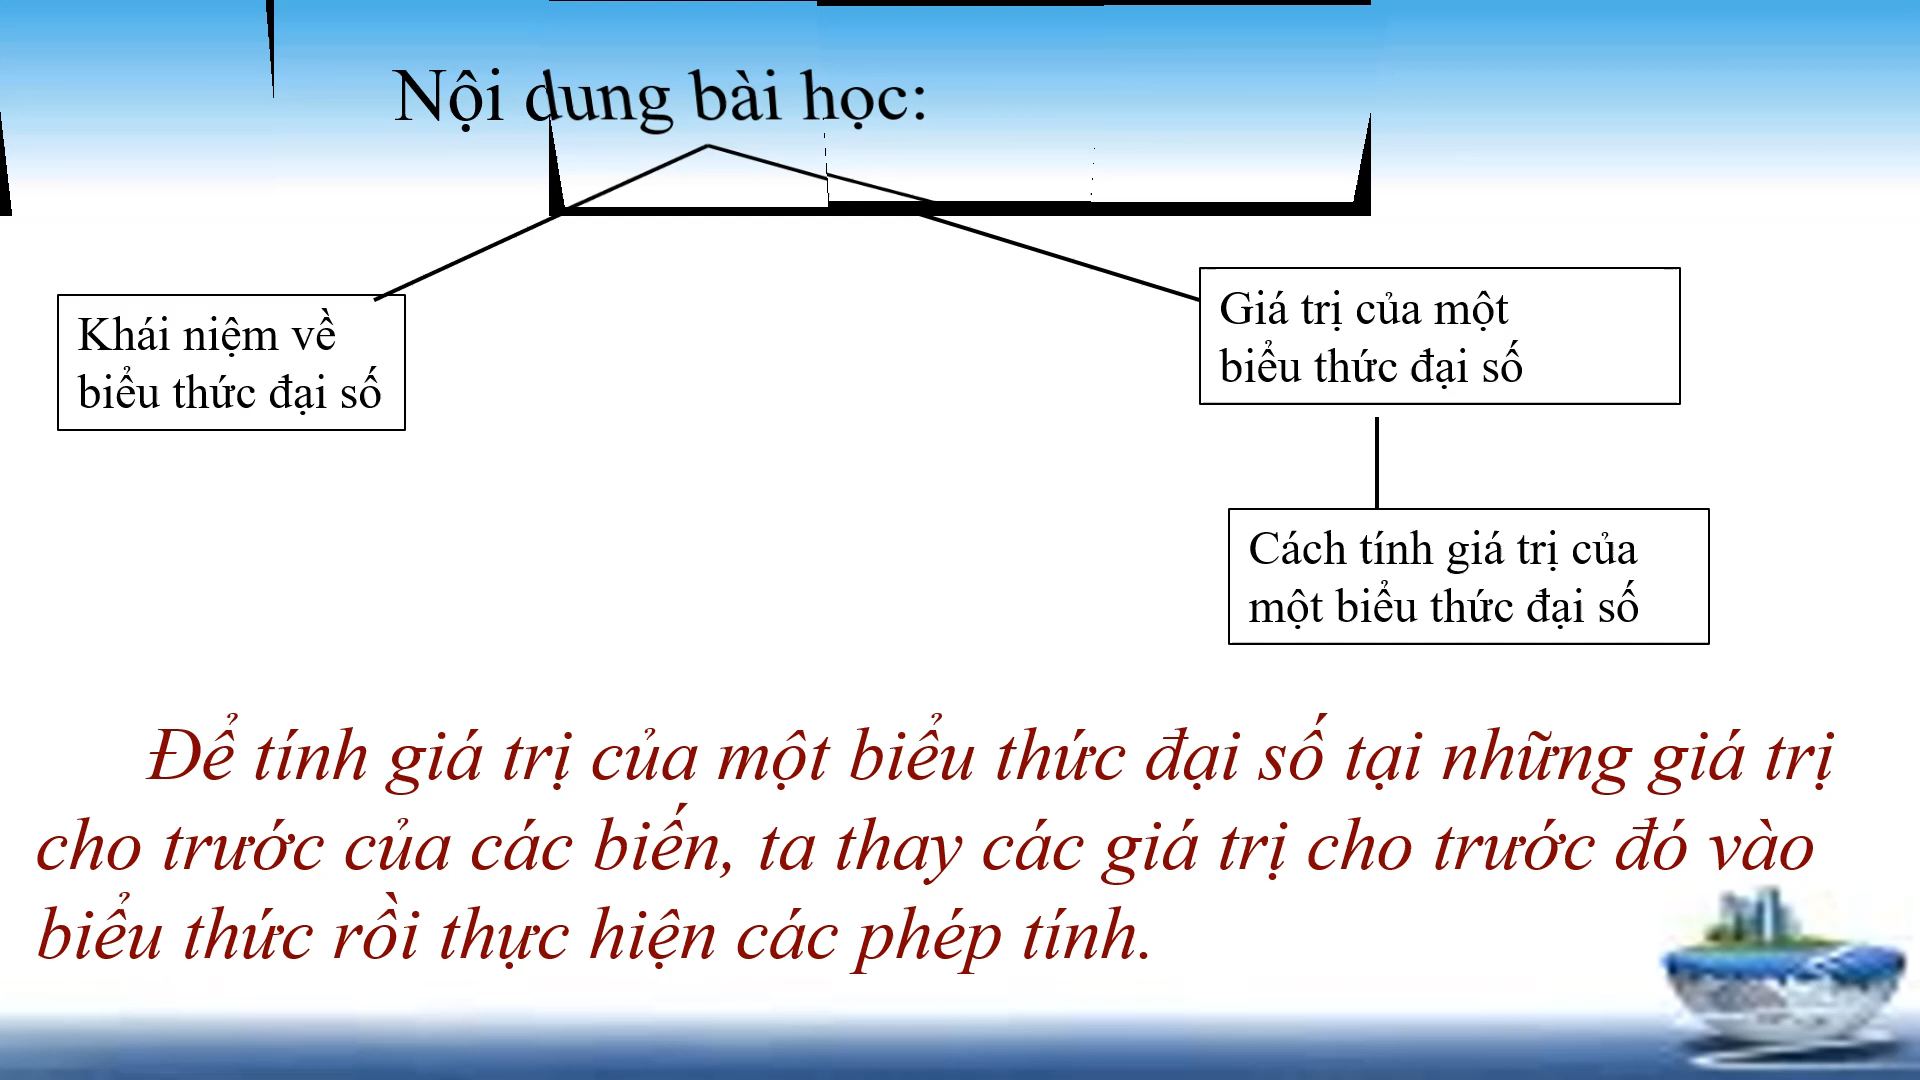 Nội dung bài học:
Khái niệm về
biểu thức đại số
Giá trị của một
biểu thức đại số
Cách tính giá trị của
một biểu thức đại số
Để tính giá trị của một biểu thức đại số tại những giá trị
cho trước của các biến, ta thay các giá trị cho trước đó vào
biểu thức rồi thực hiện các phép tính.